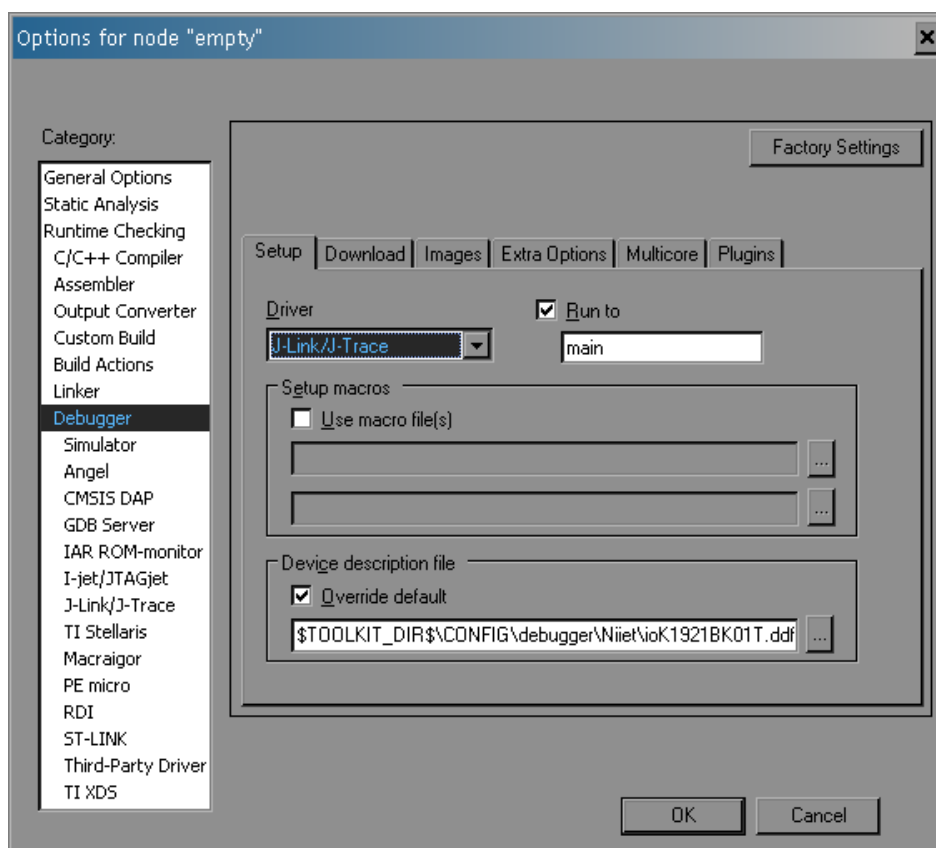 Options for node "empty"
Category:
Factory Settings
General Options
Static Analysis
Runtime Checking
C/C++ Compiler
Assembler
Output Converter
Custom Build
Build Actions
Linker
Debugger
Simulator
Angel
CMSIS DAP
GDB Server
IAR ROM-monitor
I-jet/JTAGjet
J-Link/J-Trace
TI Stellaris
Macraigor
PE micro
RDI
ST-LINK
Third-Party Driver
TI XDS
Setup Download Images Extra Options Multicore Plugins
Driver
Run to
J-Link/J-Trace
main
Setup macros
Use macro file(s)
...
...
Device description file
Override default
$TOOLKIT_DIR$\CONFIG\debugger\Niiet\ioK1921BK01T.ddf
...
OK
Cancel